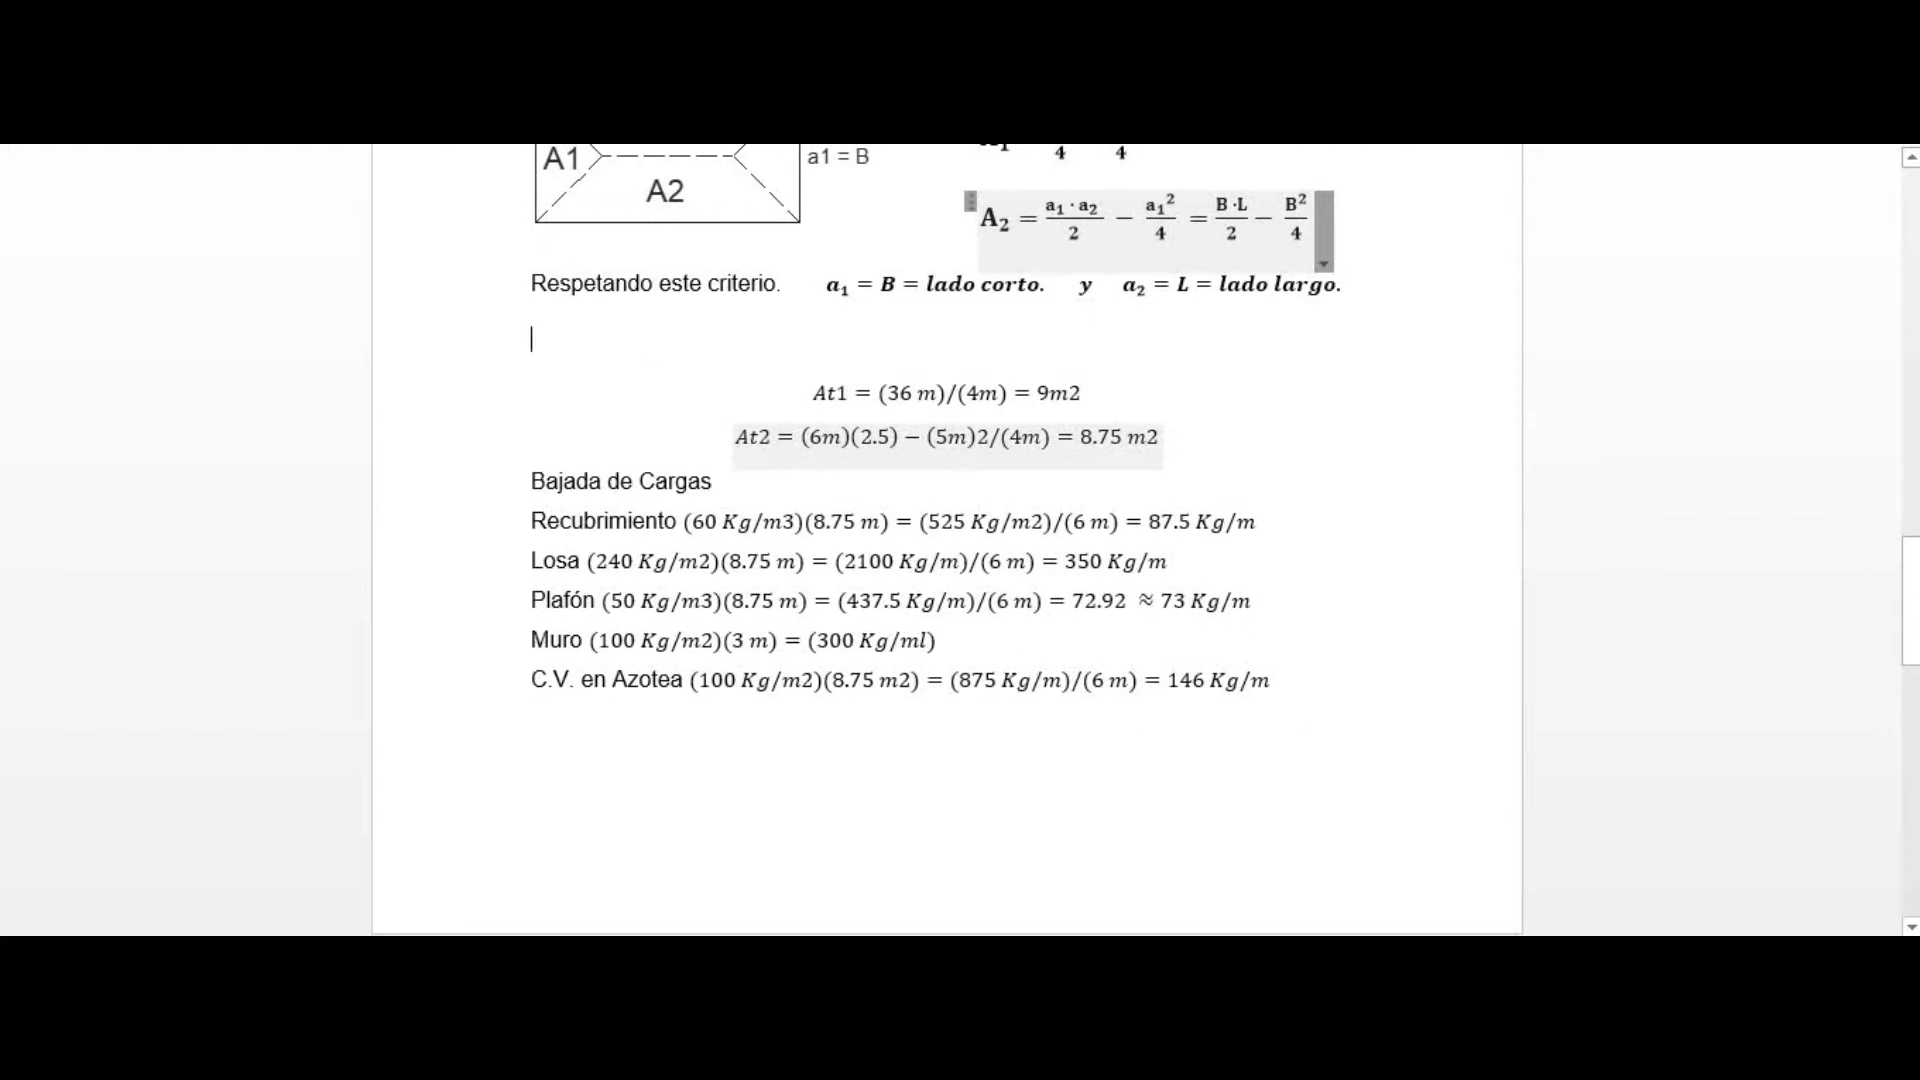 A1
a1 = B
4 4
A2
A₂ = a₁ · a₂/2 − a₁²/4 = B ·L/2 − B²/4
Respetando este criterio. a₁ = B = lado corto. y a₂ = L = lado largo.
At1 = (36 m)/(4m) = 9m2
At2 = (6m)(2.5) − (5m)2/(4m) = 8.75 m2
Bajada de Cargas
Recubrimiento (60 Kg/m3)(8.75 m) = (525 Kg/m2)/(6 m) = 87.5 Kg/m
Losa (240 Kg/m2)(8.75 m) = (2100 Kg/m)/(6 m) = 350 Kg/m
Plafón (50 Kg/m3)(8.75 m) = (437.5 Kg/m)/(6 m) = 72.92 ≈ 73 Kg/m
Muro (100 Kg/m2)(3 m) = (300 Kg/ml)
C.V. en Azotea (100 Kg/m2)(8.75 m2) = (875 Kg/m)/(6 m) = 146 Kg/m